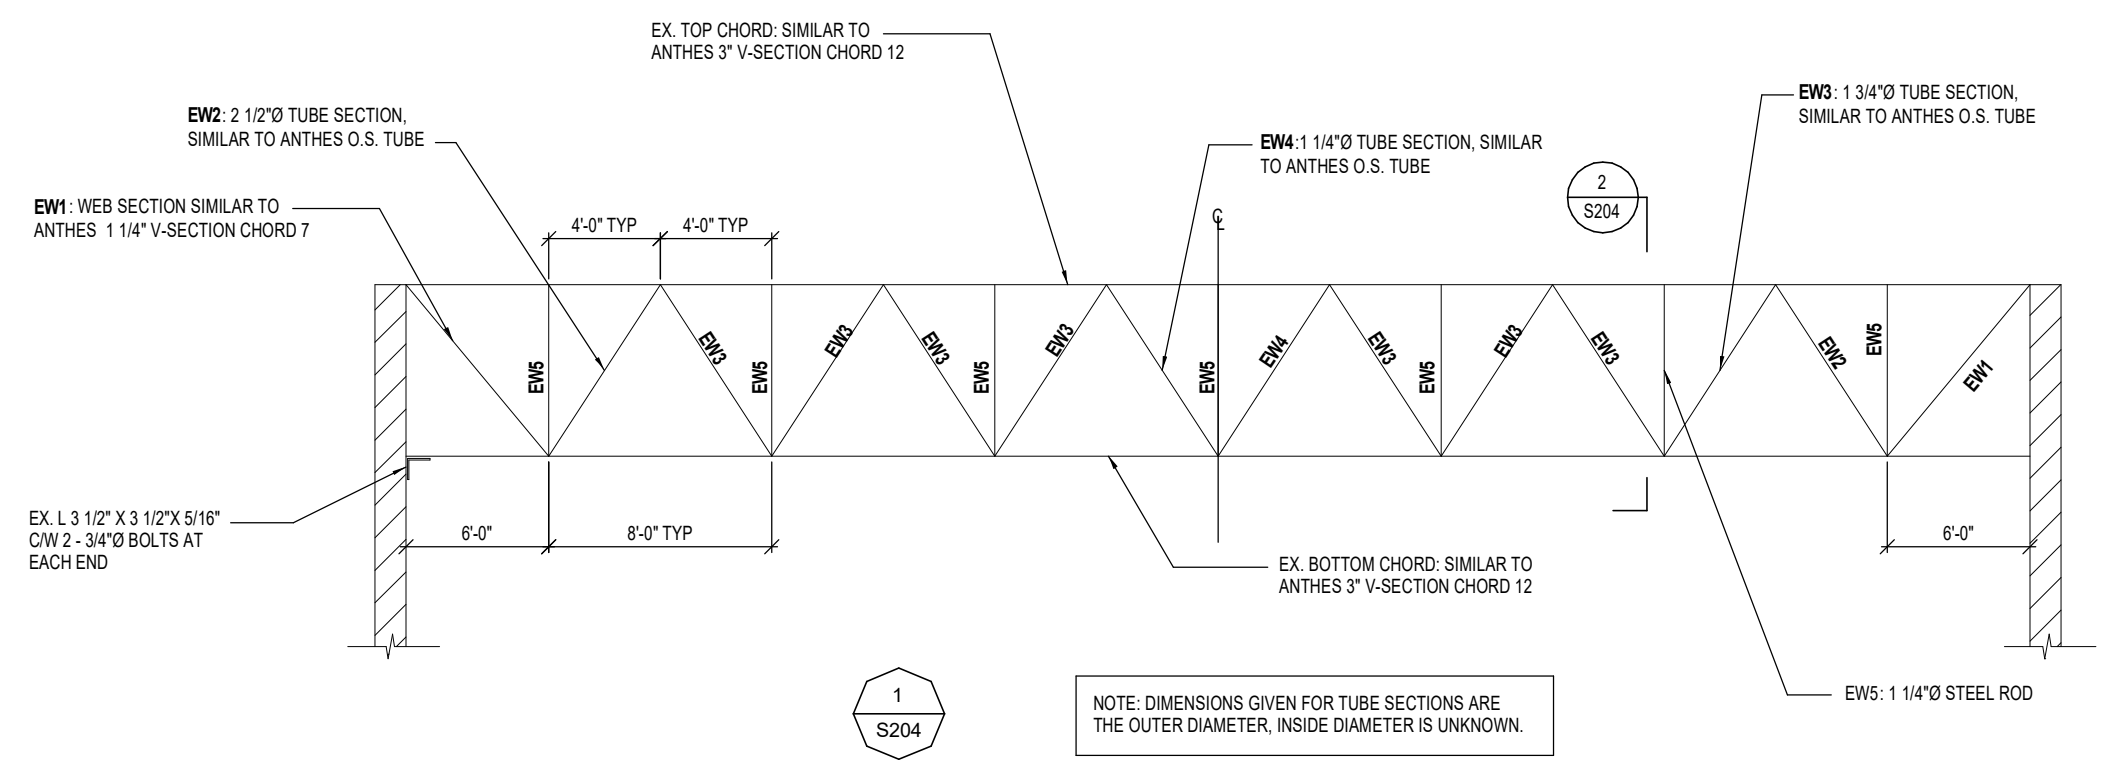 EX. TOP CHORD: SIMILAR TO
ANTHES 3" V-SECTION CHORD 12
EW2: 2 1/2"Ø TUBE SECTION,
SIMILAR TO ANTHES O.S. TUBE
EW3: 1 3/4"Ø TUBE SECTION,
SIMILAR TO ANTHES O.S. TUBE
EW4:1 1/4"Ø TUBE SECTION, SIMILAR
TO ANTHES O.S. TUBE
2
S204
EW1: WEB SECTION SIMILAR TO
ANTHES 1 1/4" V-SECTION CHORD 7
4'-0" TYP
4'-0" TYP
℄
EW5
EW3
EW5
EW3
EW3
EW5
EW3
EW5
EW4
EW3
EW5
EW3
EW3
EW2
EW5
EW1
EX. L 3 1/2" X 3 1/2"X 5/16"
C/W 2 - 3/4"Ø BOLTS AT
EACH END
6'-0"
8'-0" TYP
6'-0"
EX. BOTTOM CHORD: SIMILAR TO
ANTHES 3" V-SECTION CHORD 12
1
S204
NOTE: DIMENSIONS GIVEN FOR TUBE SECTIONS ARE
THE OUTER DIAMETER, INSIDE DIAMETER IS UNKNOWN.
EW5: 1 1/4"Ø STEEL ROD